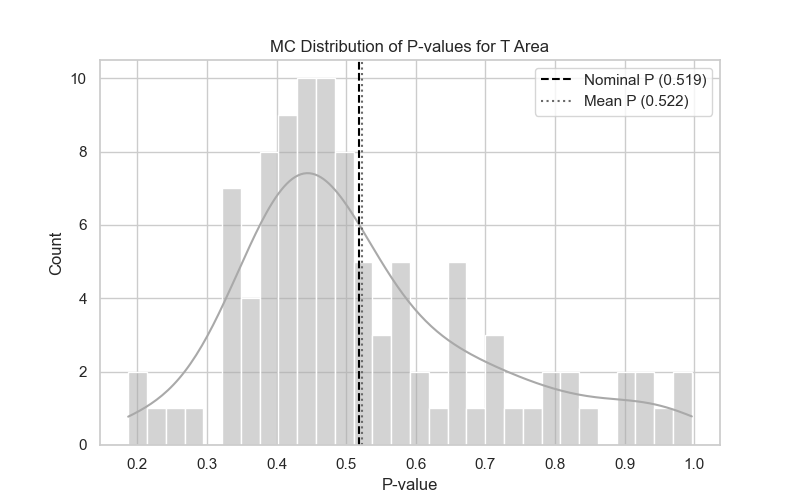 MC Distribution of P-values for T Area
Nominal P (0.519)
Mean P (0.522)
10
8
6
4
2
0
Count
0.2 0.3 0.4 0.5 0.6 0.7 0.8 0.9 1.0
P-value